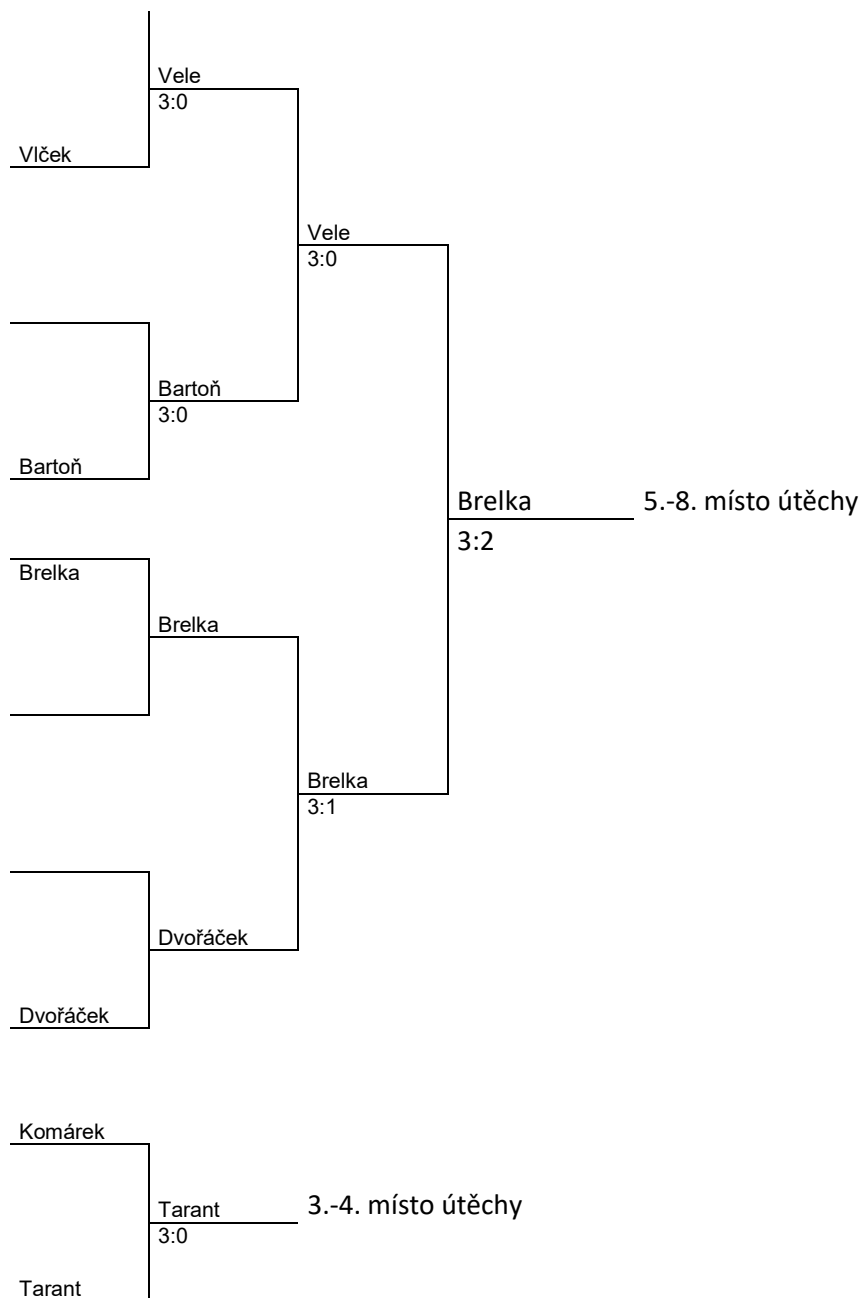 Vele
3:0
Vlček
Vele
3:0
Bartoň
3:0
Bartoň
Brelka 5.-8. místo útěchy
3:2
Brelka
Brelka
Brelka
3:1
Dvořáček
Dvořáček
Komárek
Tarant 3.-4. místo útěchy
3:0
Tarant